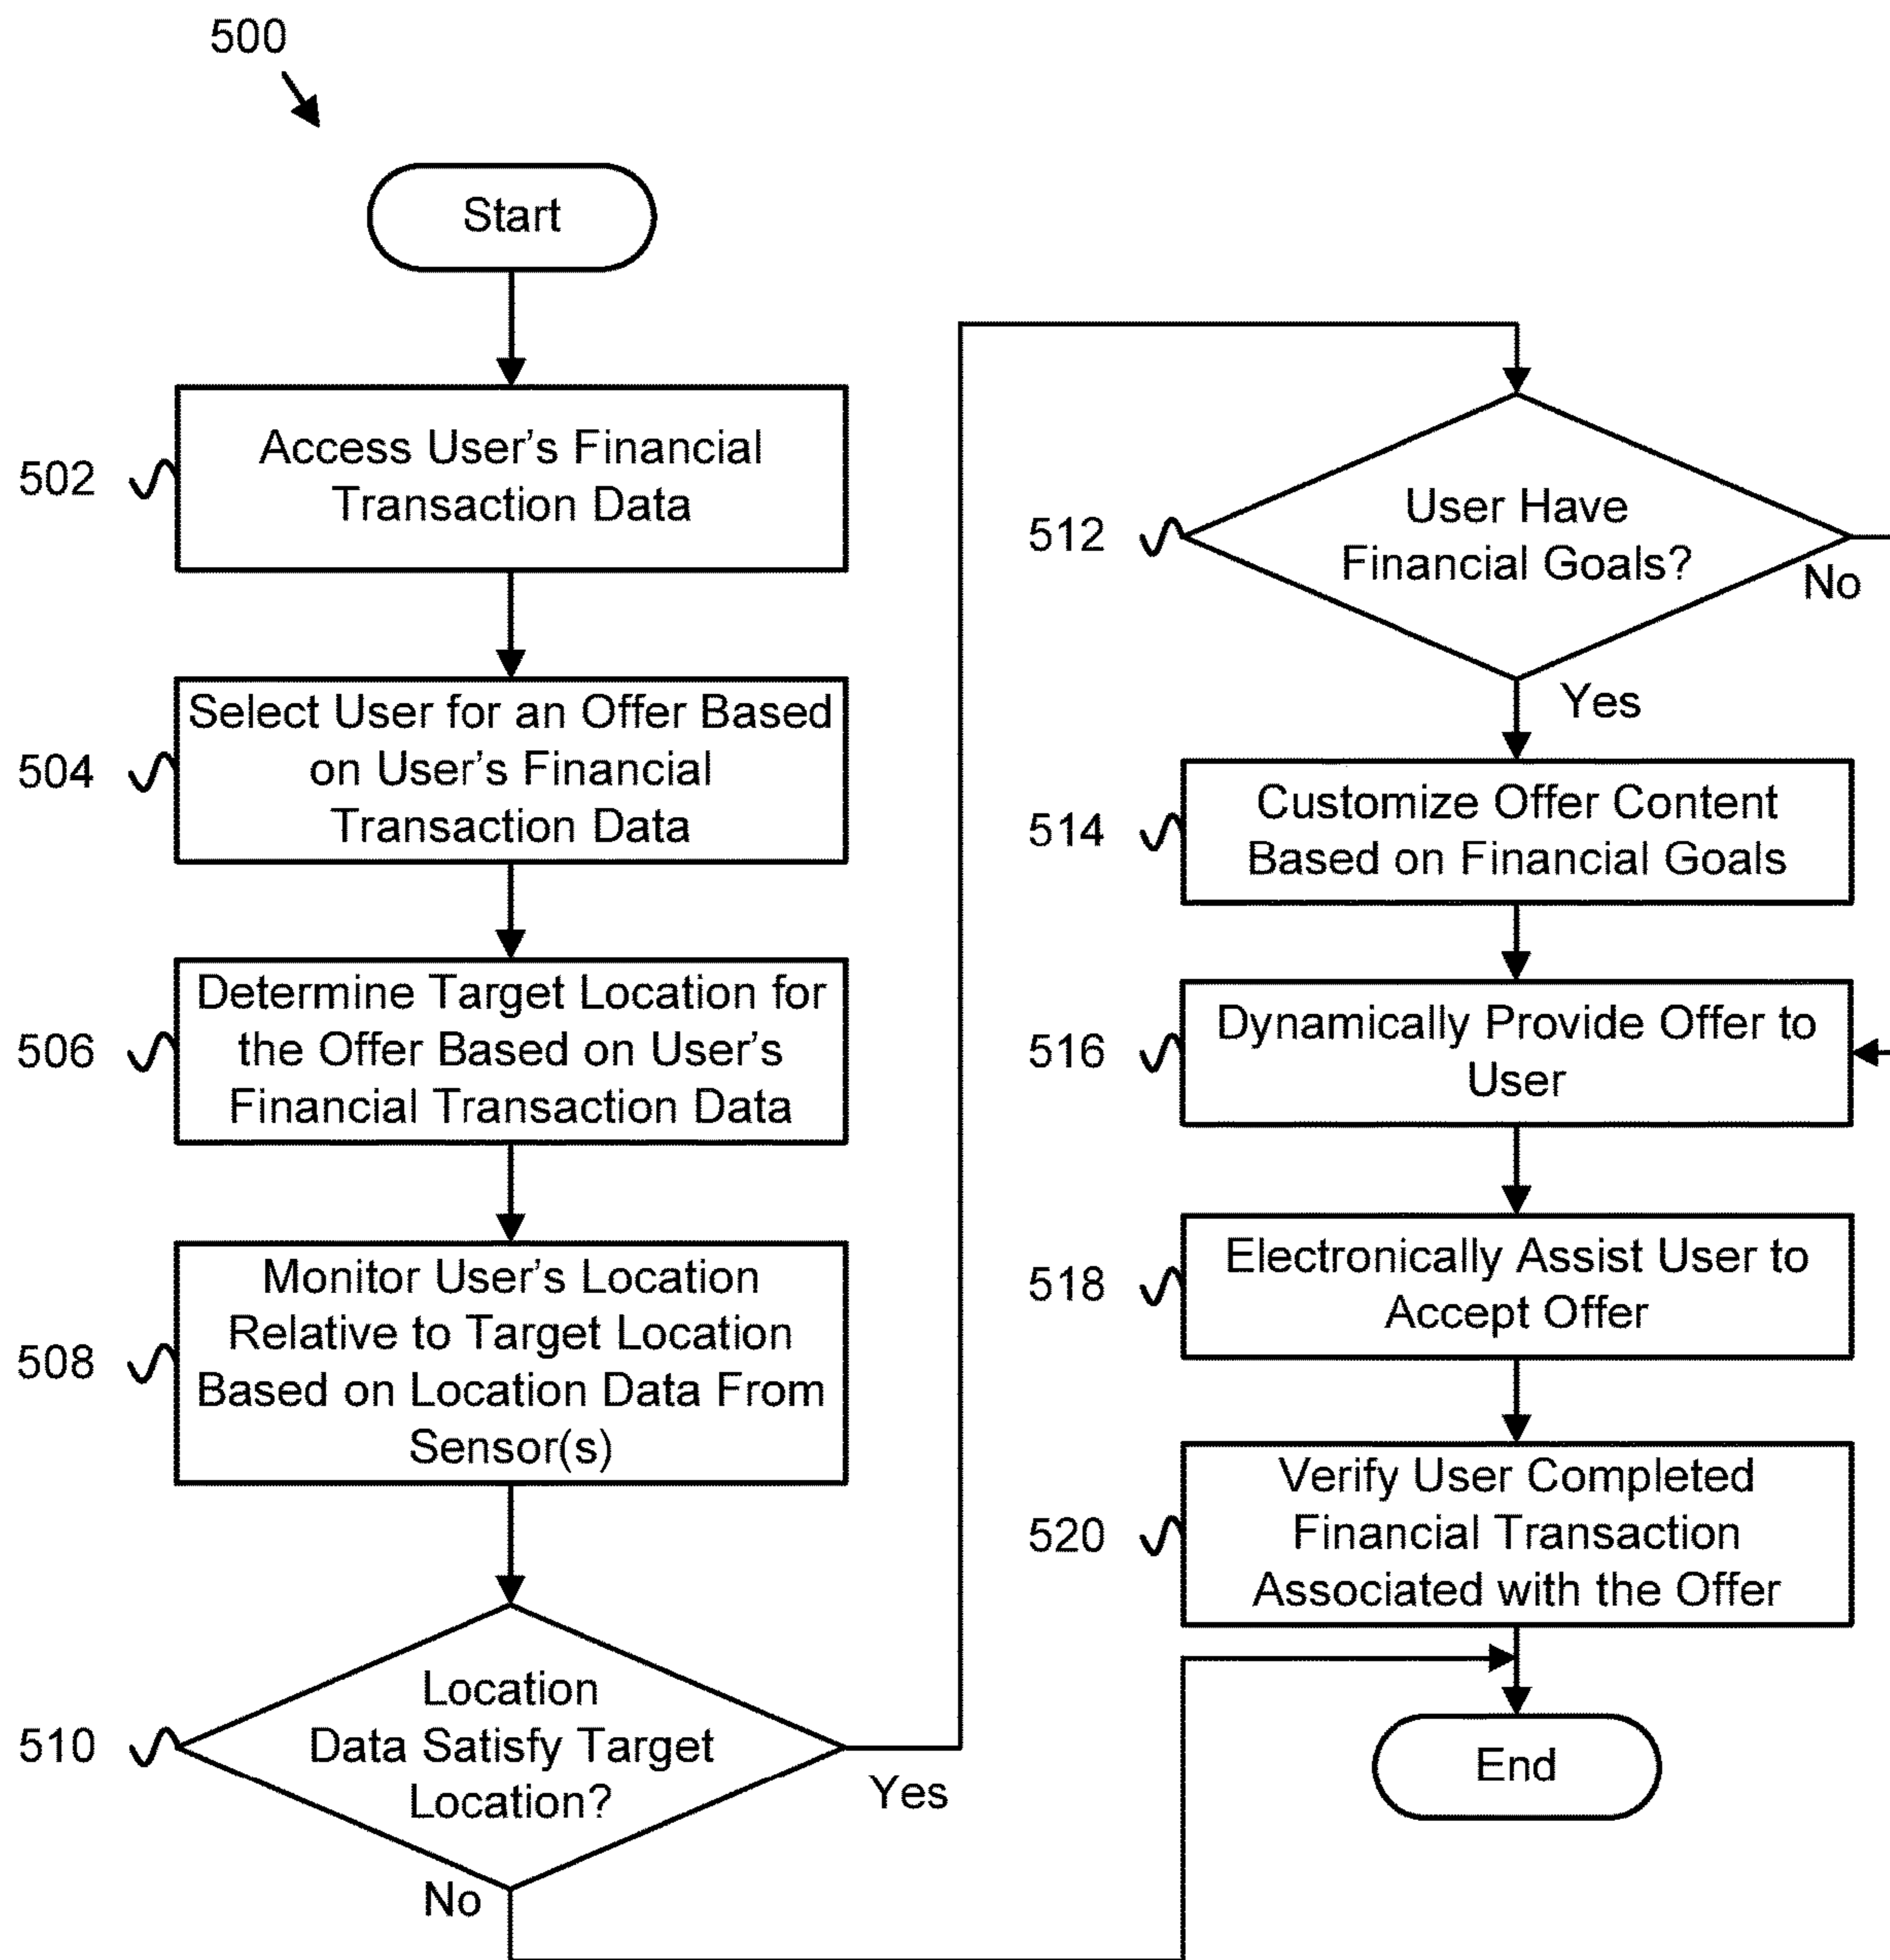 500
Start
502
Access User’s Financial
Transaction Data
504
Select User for an Offer Based
on User’s Financial
Transaction Data
506
Determine Target Location for
the Offer Based on User’s
Financial Transaction Data
508
Monitor User’s Location
Relative to Target Location
Based on Location Data From
Sensor(s)
510
Location
Data Satisfy Target
Location?
Yes
No
512
User Have
Financial Goals?
No
Yes
514
Customize Offer Content
Based on Financial Goals
516
Dynamically Provide Offer to
User
518
Electronically Assist User to
Accept Offer
520
Verify User Completed
Financial Transaction
Associated with the Offer
End